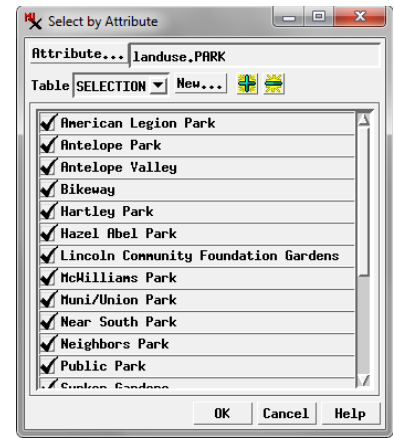 Select by Attribute
Attribute... landuse.PARK
Table SELECTION New...
American Legion Park
Antelope Park
Antelope Valley
Bikeway
Hartley Park
Hazel Abel Park
Lincoln Community Foundation Gardens
McWilliams Park
Muni/Union Park
Near South Park
Neighbors Park
Public Park
Sunken Gardens
OK Cancel Help